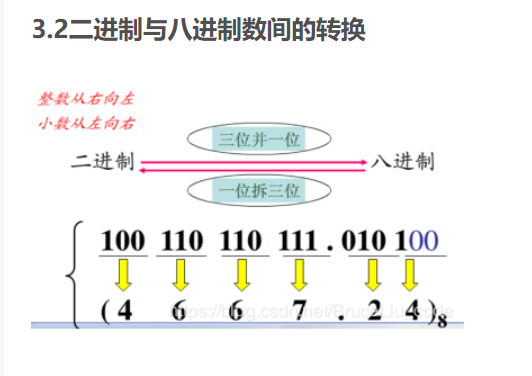 3.2二进制与八进制数间的转换
整数从右向左
小数从左向右
三位并一位
二进制 八进制
一位拆三位
100 110 110 111 . 010 100
( 4 6 6 7 . 2 4 )8